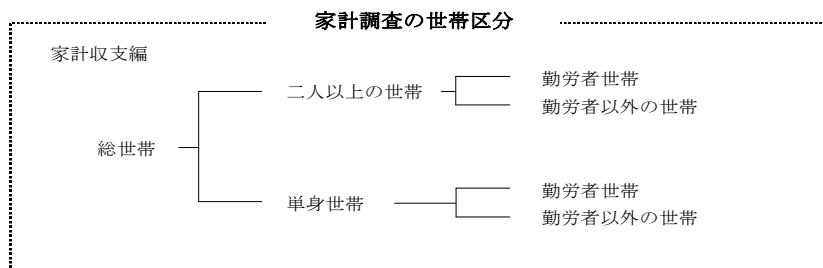 家計調査の世帯区分
家計収支編
二人以上の世帯
勤労者世帯
勤労者以外の世帯
総世帯
単身世帯
勤労者世帯
勤労者以外の世帯